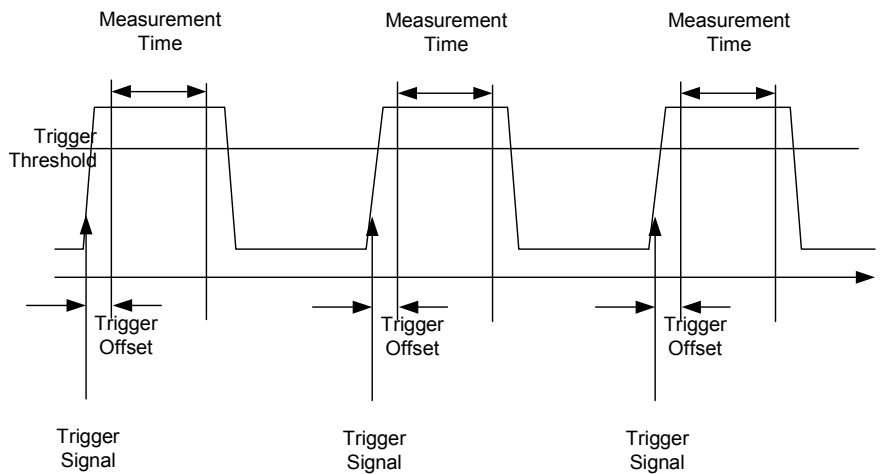 Measurement
Time
Measurement
Time
Measurement
Time
Trigger
Threshold
Trigger
Offset
Trigger
Offset
Trigger
Offset
Trigger
Signal
Trigger
Signal
Trigger
Signal